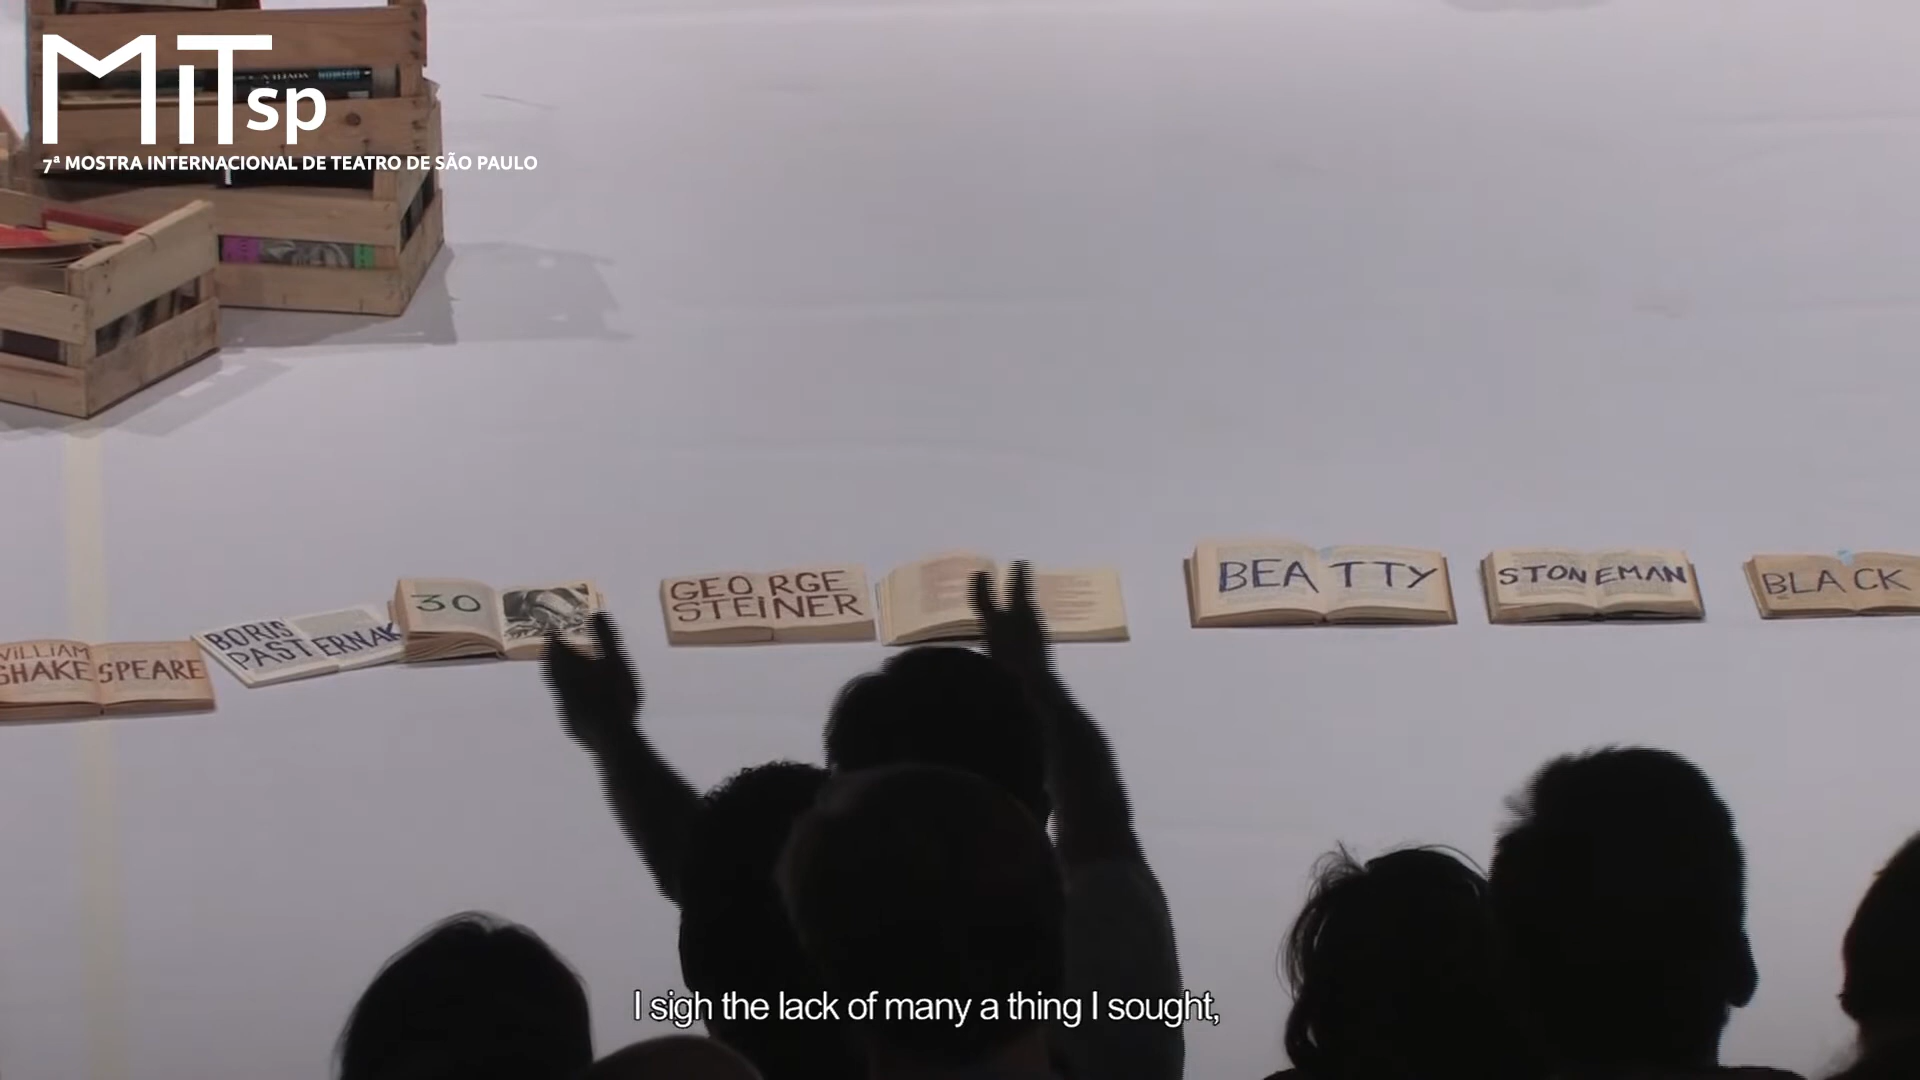 MiTsp
7ª MOSTRA INTERNACIONAL DE TEATRO DE SÃO PAULO
HOMERO
WILLIAM
SHAKESPEARE
BORIS
PASTERNAK
30
GEORGE
STEINER
BEATTY
STONEMAN
BLACK
I sigh the lack of many a thing I sought,